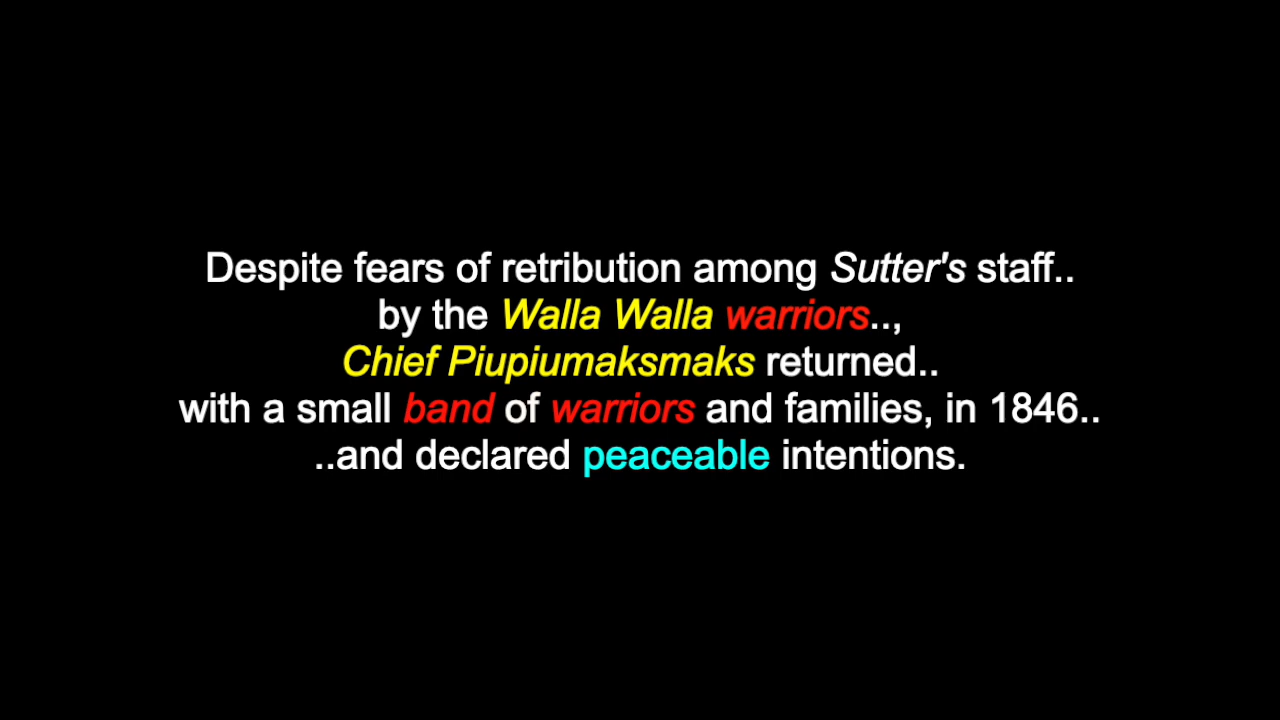 Despite fears of retribution among Sutter's staff..
by the Walla Walla warriors..,
Chief Piupiumaksmaks returned..
with a small band of warriors and families, in 1846..
..and declared peaceable intentions.